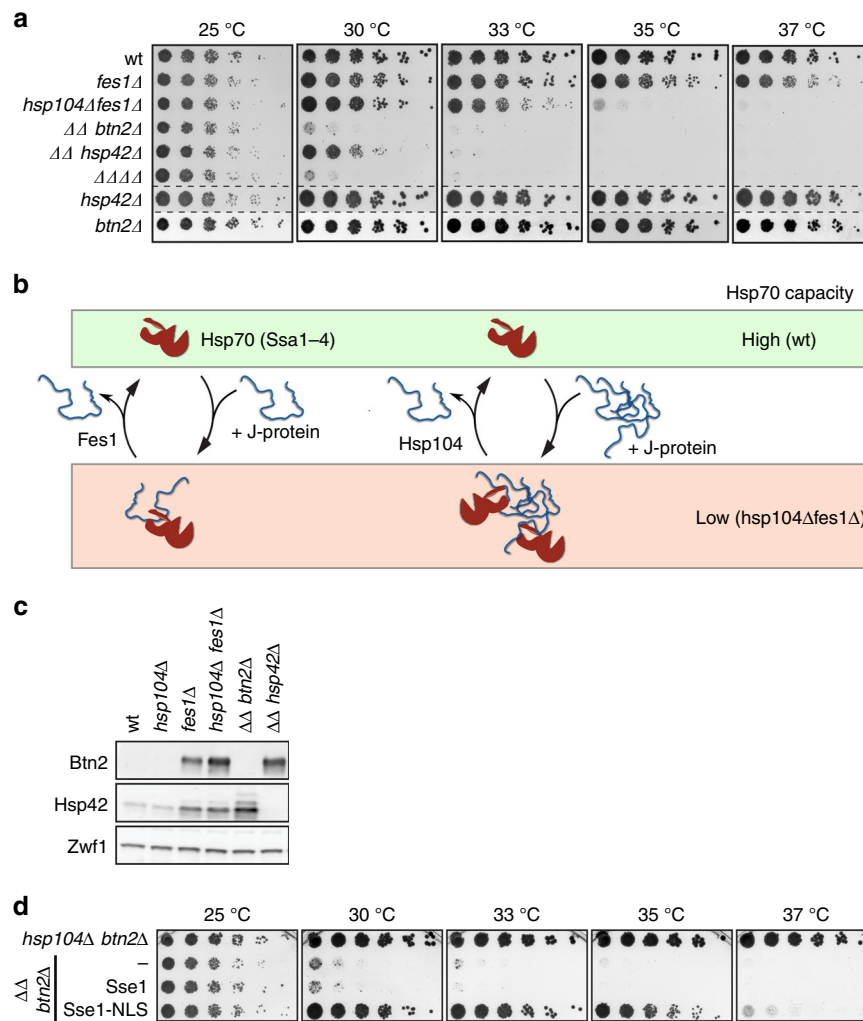 a
25 °C 30 °C 33 °C 35 °C 37 °C
wt
fes1Δ
hsp104Δfes1Δ
ΔΔ btn2Δ
ΔΔ hsp42Δ
ΔΔΔΔ
hsp42Δ
btn2Δ
b
Hsp70 capacity
Hsp70 (Ssa1–4)
High (wt)
Fes1
+ J-protein
Hsp104
+ J-protein
Low (hsp104Δfes1Δ)
c
wt
hsp104Δ
fes1Δ
hsp104Δ fes1Δ
ΔΔ btn2Δ
ΔΔ hsp42Δ
Btn2
Hsp42
Zwf1
d
25 °C 30 °C 33 °C 35 °C 37 °C
hsp104Δ btn2Δ
ΔΔ
btn2Δ
–
Sse1
Sse1-NLS